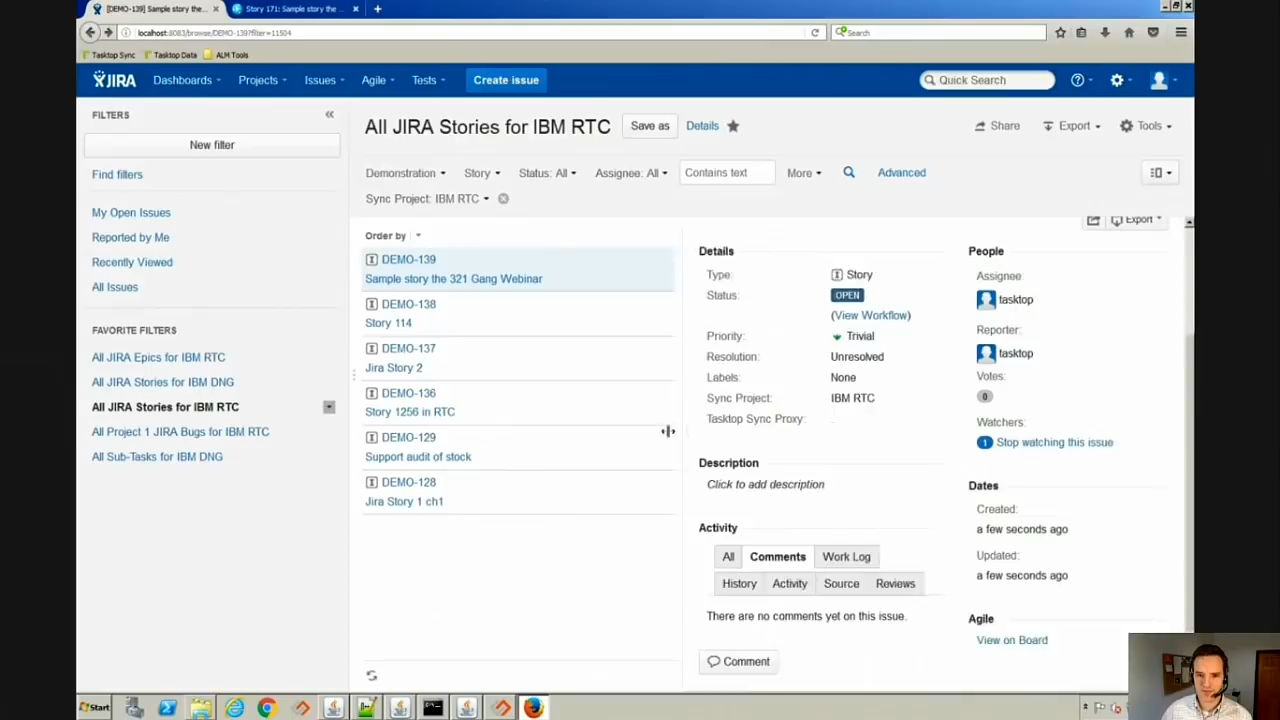 [DEMO-139] Sample story the...
Story 171: Sample story the ...
localhost:8083/browse/DEMO-139?filter=11504
Search
Tasktop Sync Tasktop Data ALM Tools
JIRA Dashboards Projects Issues Agile Tests Create issue Quick Search
FILTERS
New filter
Find filters
My Open Issues
Reported by Me
Recently Viewed
All Issues
FAVORITE FILTERS
All JIRA Epics for IBM RTC
All JIRA Stories for IBM DNG
All JIRA Stories for IBM RTC
All Project 1 JIRA Bugs for IBM RTC
All Sub-Tasks for IBM DNG
All JIRA Stories for IBM RTC Save as Details Share Export Tools
Demonstration Story Status: All Assignee: All Contains text More Advanced
Sync Project: IBM RTC
Export
Order by
DEMO-139
Sample story the 321 Gang Webinar
DEMO-138
Story 114
DEMO-137
Jira Story 2
DEMO-136
Story 1256 in RTC
DEMO-129
Support audit of stock
DEMO-128
Jira Story 1 ch1
Details
Type: Story
Status: OPEN
(View Workflow)
Priority: Trivial
Resolution: Unresolved
Labels: None
Sync Project: IBM RTC
Tasktop Sync Proxy:
Description
Click to add description
Activity
All Comments Work Log
History Activity Source Reviews
There are no comments yet on this issue.
Comment
People
Assignee:
tasktop
Reporter:
tasktop
Votes:
0
Watchers:
1 Stop watching this issue
Dates
Created:
a few seconds ago
Updated:
a few seconds ago
Agile
View on Board
Start